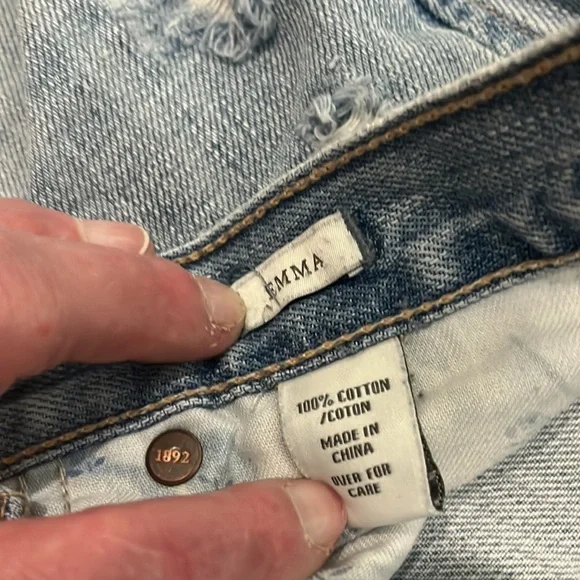 EMMA
100% COTTON
/COTON
MADE IN
CHINA
OVER FOR
CARE
1892